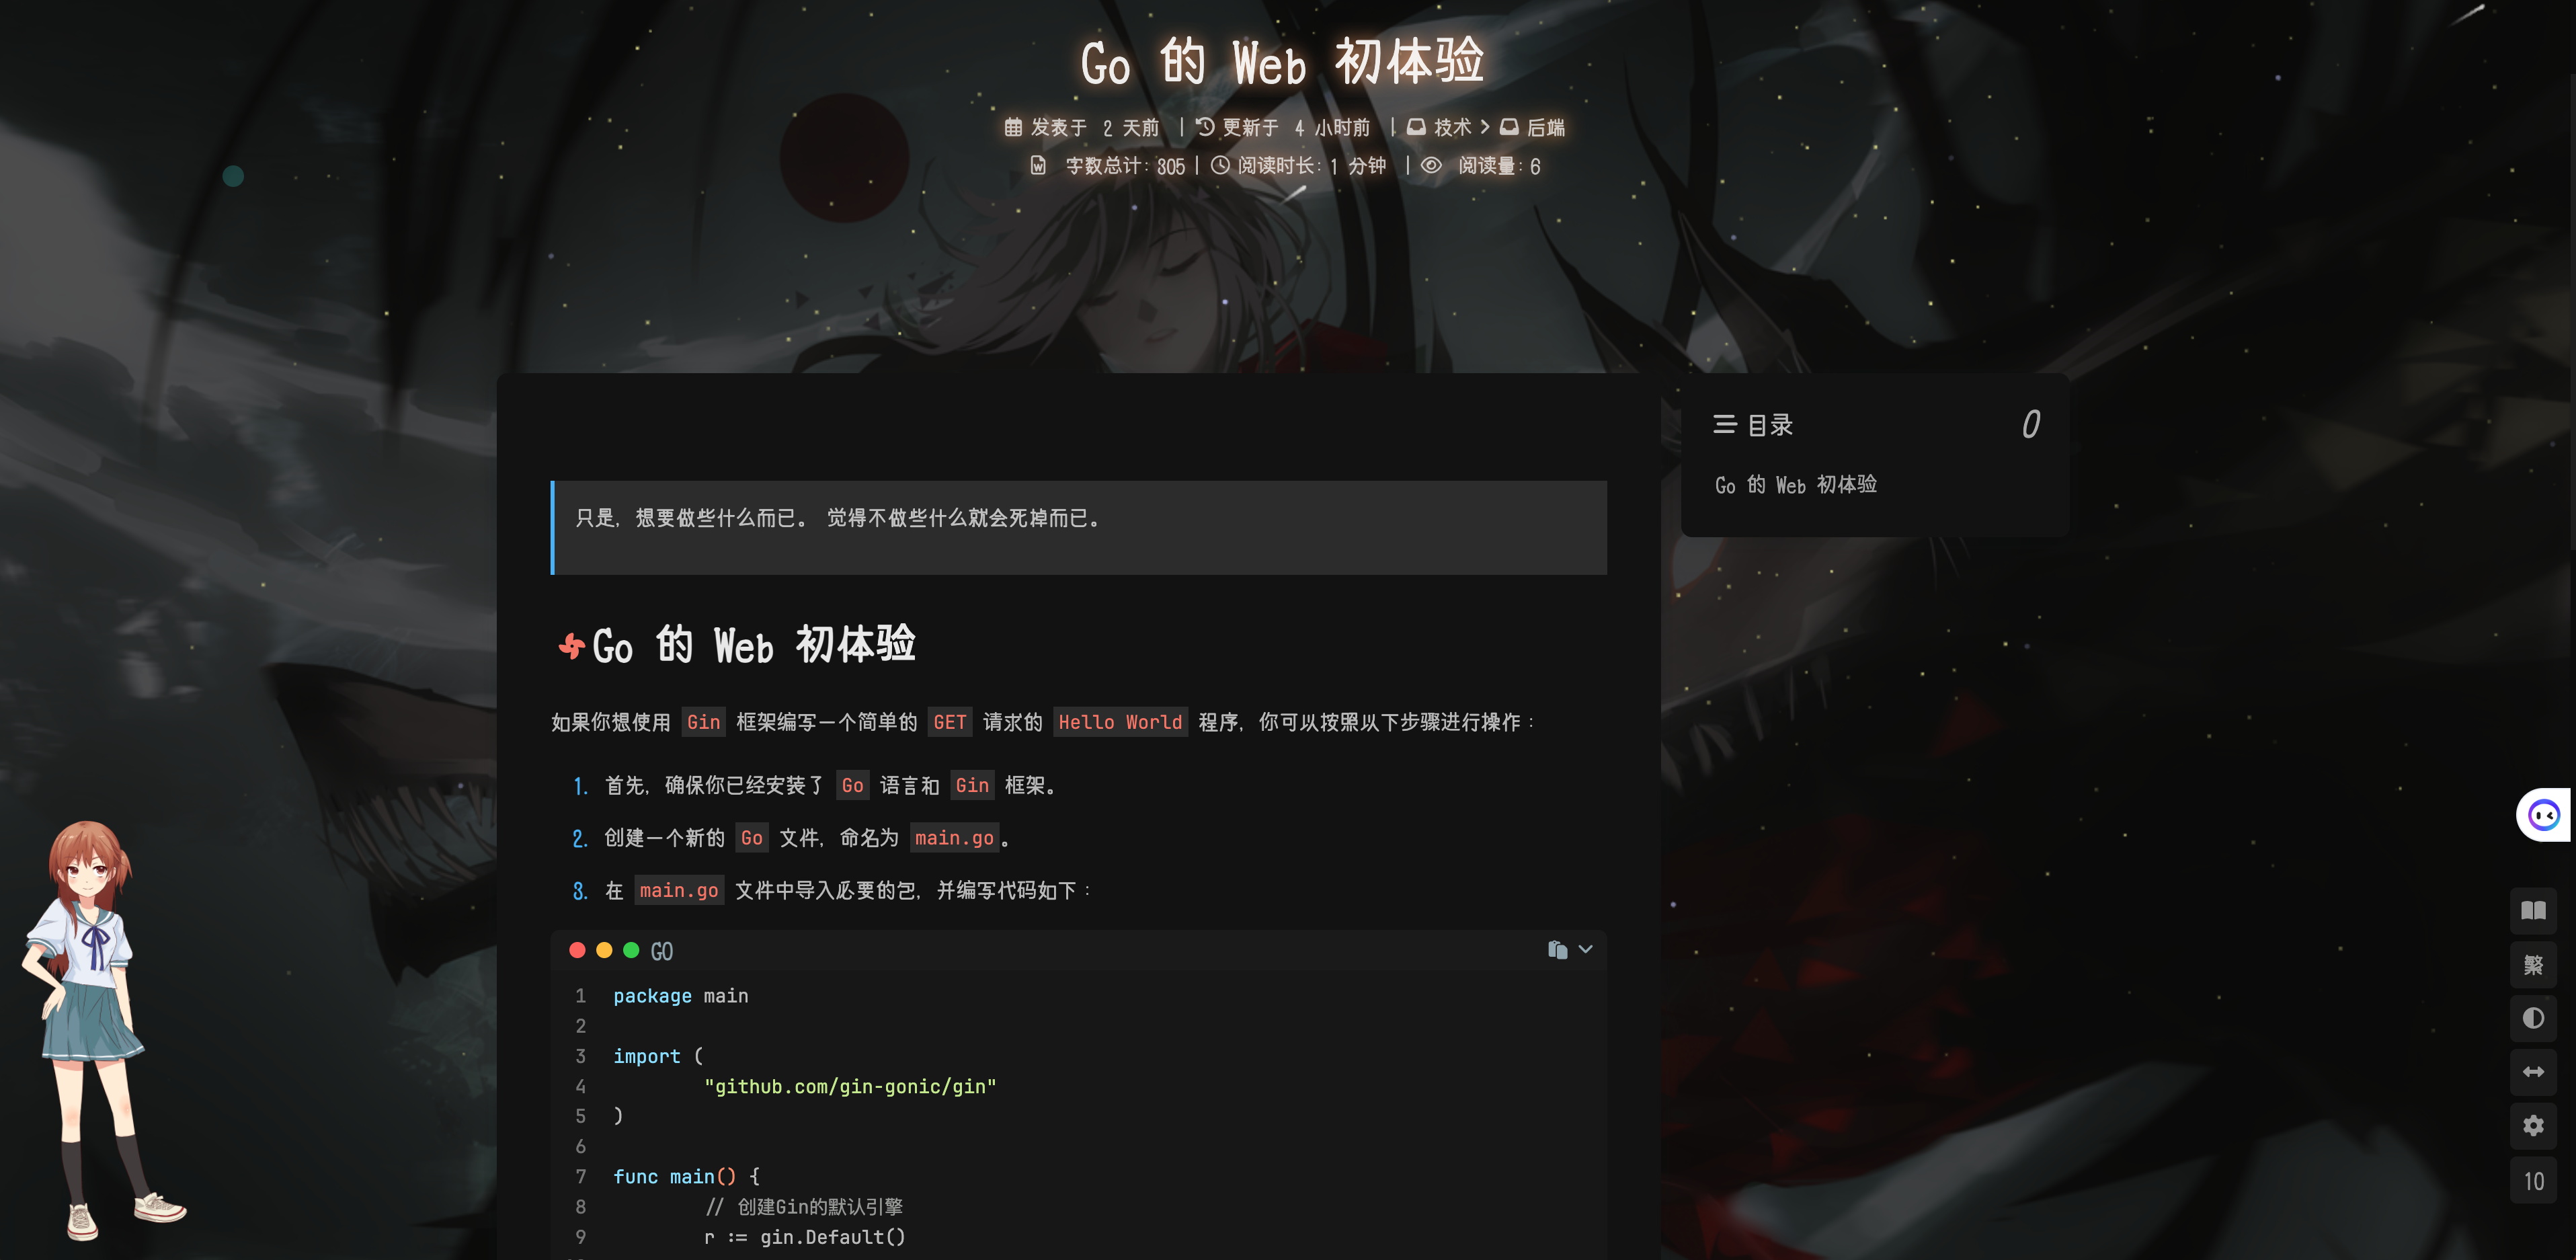 Go 的 Web 初体验
发表于 2 天前 | 更新于 4 小时前 | 技术 > 后端
字数总计: 305 | 阅读时长: 1 分钟 | 阅读量: 6
目录 0
Go 的 Web 初体验
只是, 想要做些什么而已。 觉得不做些什么就会死掉而已。
Go 的 Web 初体验
如果你想使用 Gin 框架编写一个简单的 GET 请求的 Hello World 程序, 你可以按照以下步骤进行操作：
1. 首先, 确保你已经安装了 Go 语言和 Gin 框架。
2. 创建一个新的 Go 文件, 命名为 main.go。
3. 在 main.go 文件中导入必要的包, 并编写代码如下：
GO
1 package main
2
3 import (
4 "github.com/gin-gonic/gin"
5 )
6
7 func main() {
8 // 创建Gin的默认引擎
9 r := gin.Default()
繁
10